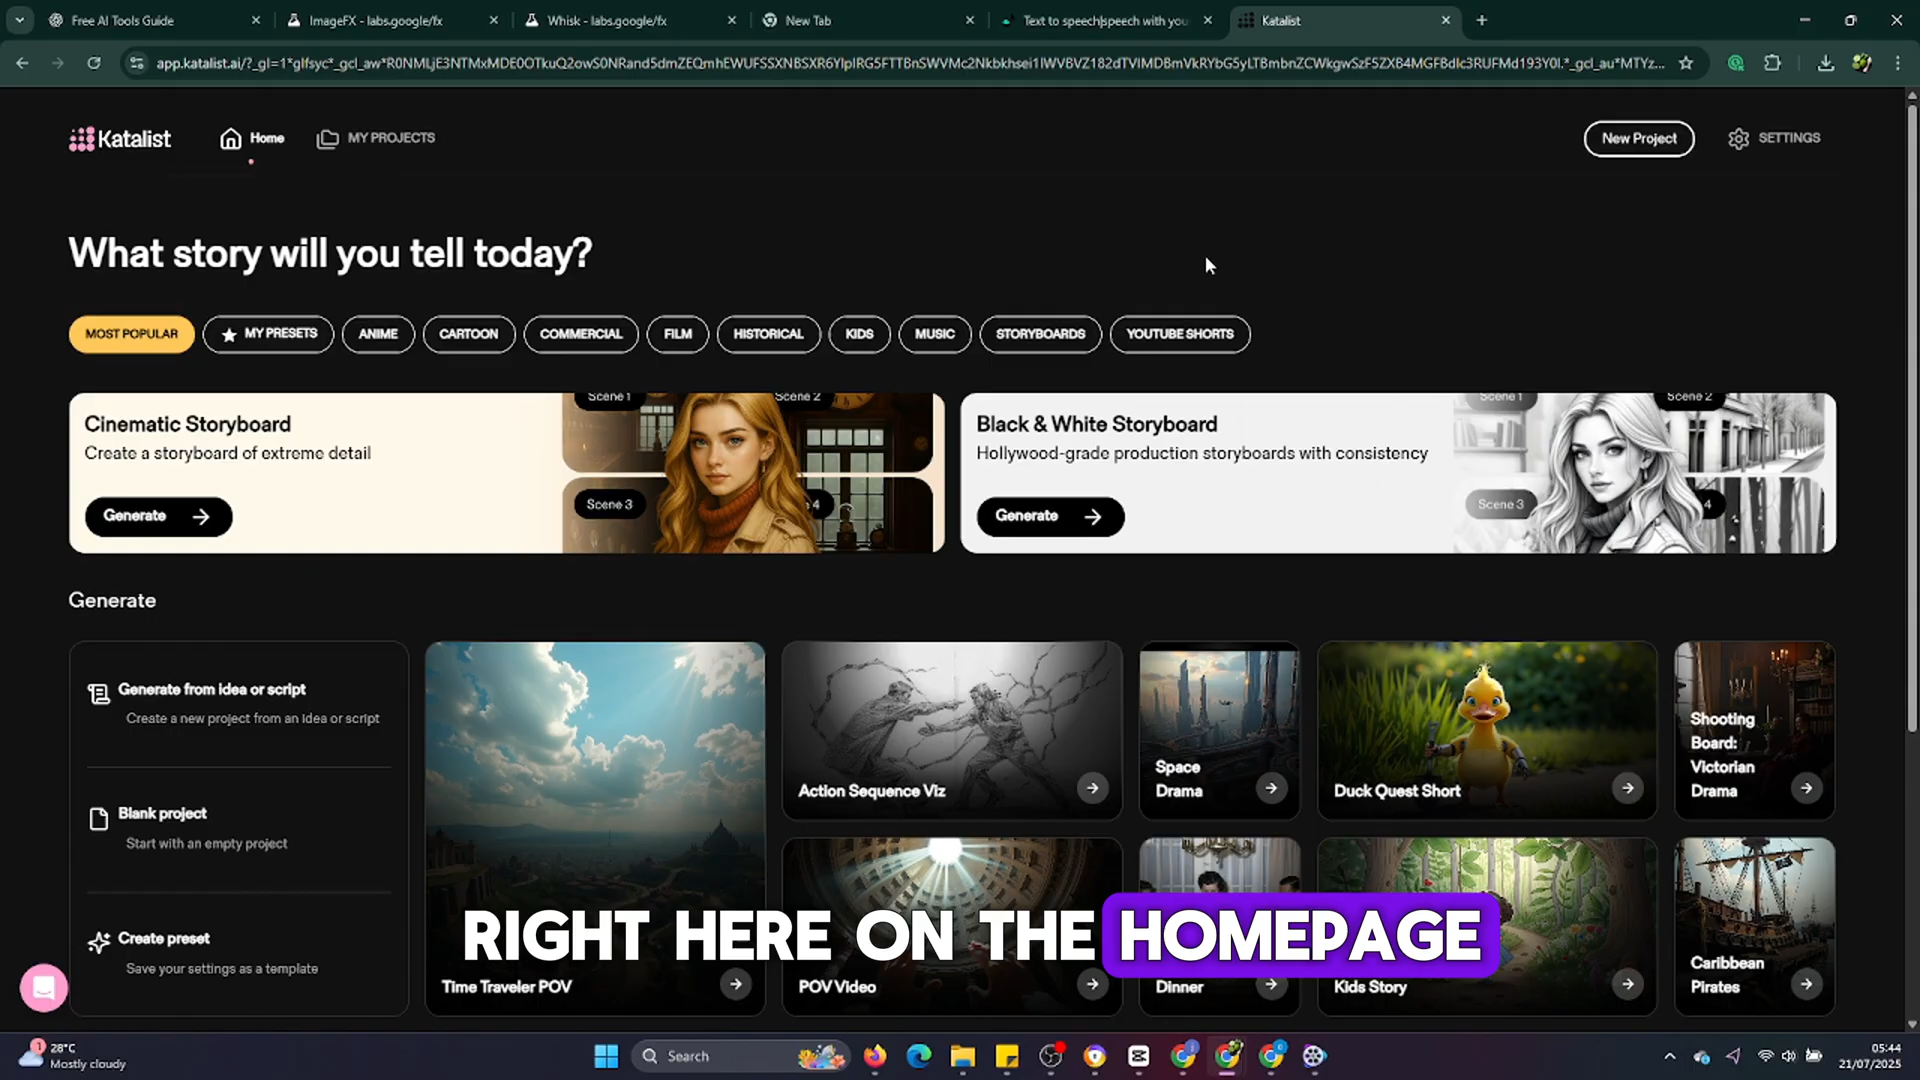 Free AI Tools Guide
ImageFX - labs.google/fx
Whisk - labs.google/fx
New Tab
Text to speech|speech with you
Katalist
Katalist
Home
MY PROJECTS
New Project
SETTINGS
What story will you tell today?
MOST POPULAR
MY PRESETS
ANIME
CARTOON
COMMERCIAL
FILM
HISTORICAL
KIDS
MUSIC
STORYBOARDS
YOUTUBE SHORTS
Cinematic Storyboard
Create a storyboard of extreme detail
Generate
Scene 1
Scene 2
Scene 3
4
Black & White Storyboard
Hollywood-grade production storyboards with consistency
Generate
Scene 1
Scene 2
Scene 3
4
Generate
Generate from idea or script
Create a new project from an idea or script
Blank project
Start with an empty project
Create preset
Save your settings as a template
Time Traveler POV
Action Sequence Viz
Space
Drama
Duck Quest Short
Shooting
Board:
Victorian
Drama
POV Video
Dinner
Kids Story
Caribbean
Pirates
RIGHT HERE ON THE HOMEPAGE
1
28°C
Mostly cloudy
Search
05:44
21/07/2025